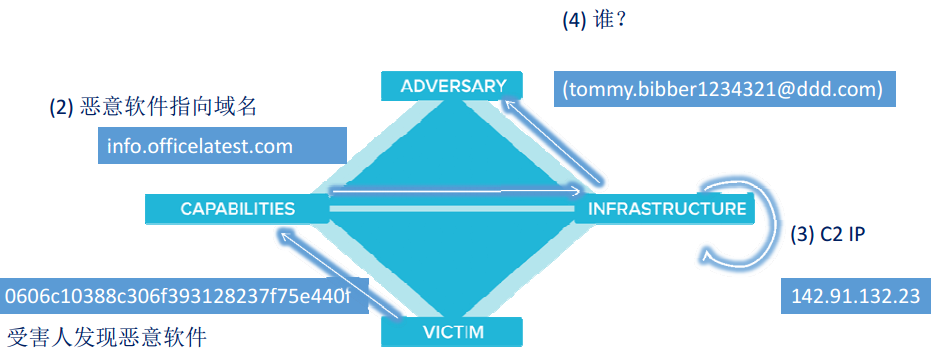 (4) 谁？
ADVERSARY
(tommy.bibber1234321@ddd.com)
(2) 恶意软件指向域名
info.officelatest.com
CAPABILITIES
INFRASTRUCTURE
(3) C2 IP
0606c10388c306f393128237f75e440f
142.91.132.23
受害人发现恶意软件
VICTIM